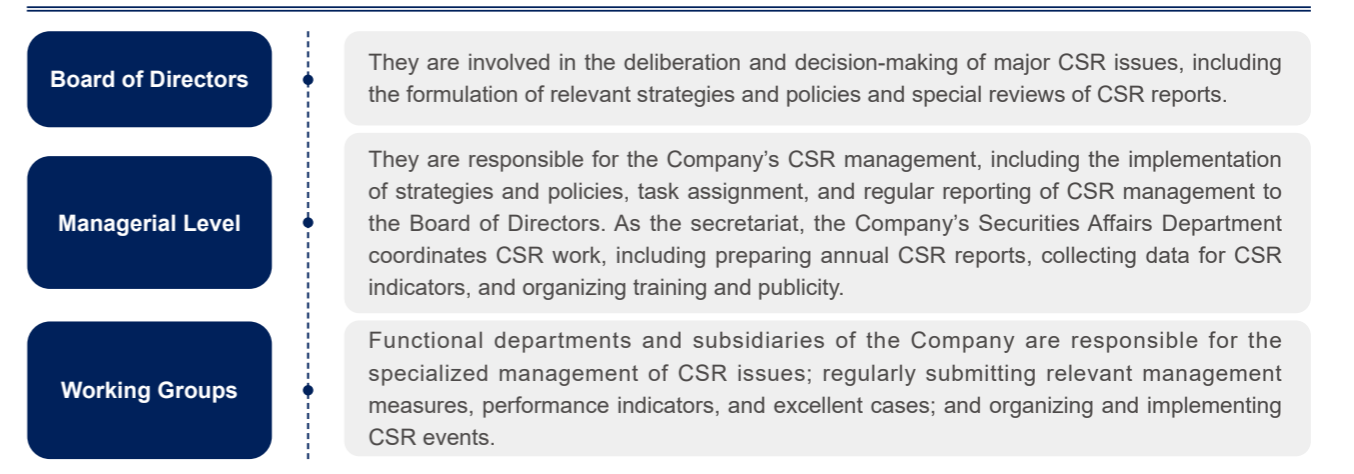 Board of Directors
They are involved in the deliberation and decision-making of major CSR issues, including
the formulation of relevant strategies and policies and special reviews of CSR reports.
Managerial Level
They are responsible for the Company’s CSR management, including the implementation
of strategies and policies, task assignment, and regular reporting of CSR management to
the Board of Directors. As the secretariat, the Company’s Securities Affairs Department
coordinates CSR work, including preparing annual CSR reports, collecting data for CSR
indicators, and organizing training and publicity.
Working Groups
Functional departments and subsidiaries of the Company are responsible for the
specialized management of CSR issues; regularly submitting relevant management
measures, performance indicators, and excellent cases; and organizing and implementing
CSR events.